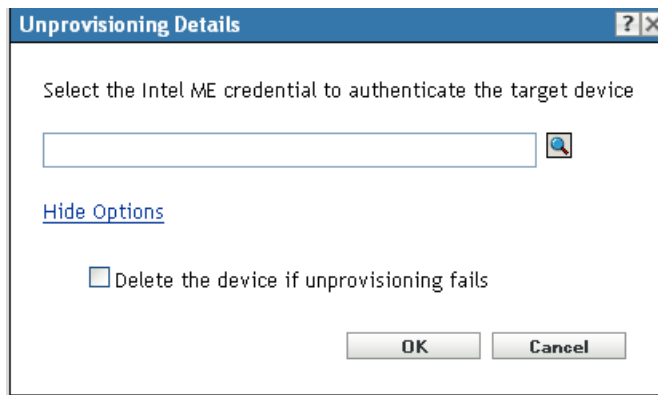 Unprovisioning Details
?
Select the Intel ME credential to authenticate the target device
Hide Options
Delete the device if unprovisioning fails
OK Cancel